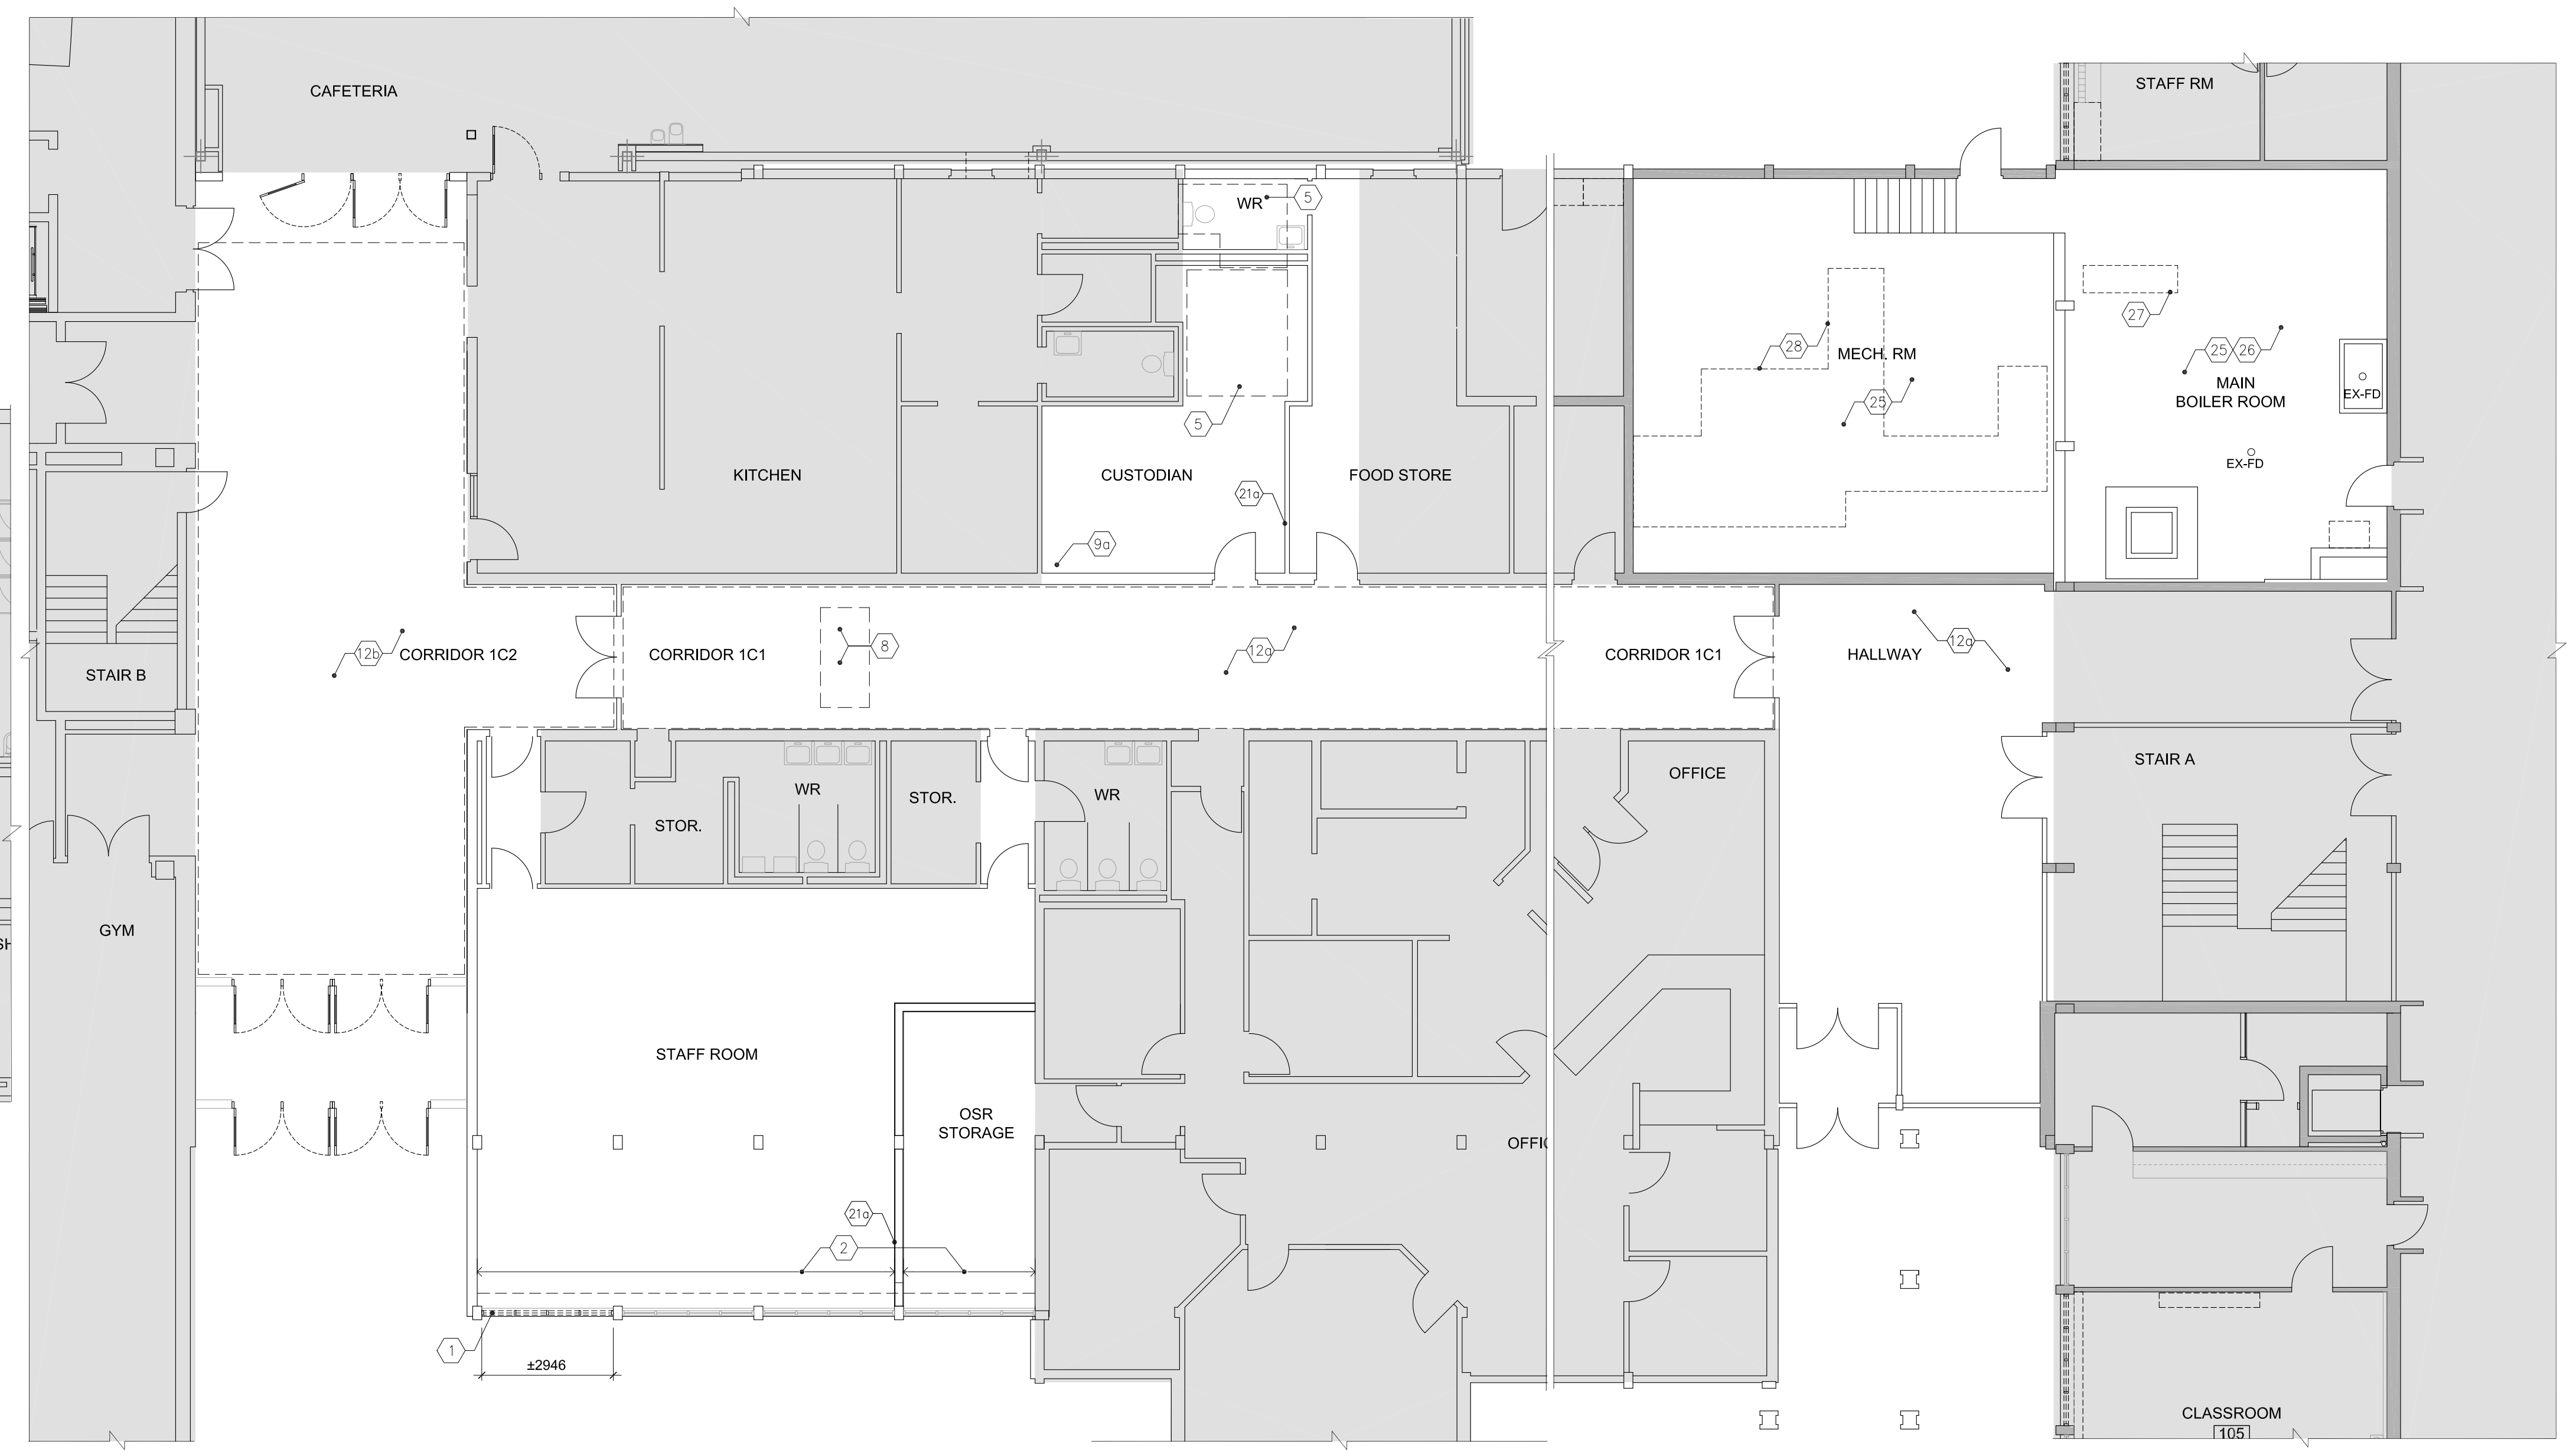 CAFETERIA
STAFF RM
WR
5
27
28
MECH. RM
25
26
MAIN
BOILER ROOM
EX-FD
5
25
EX-FD
KITCHEN
CUSTODIAN
FOOD STORE
21a
9a
12b
CORRIDOR 1C2
CORRIDOR 1C1
8
12a
CORRIDOR 1C1
HALLWAY
12a
STAIR B
STAIR A
OFFICE
WR
STOR.
WR
STOR.
GYM
SH
STAFF ROOM
OSR
STORAGE
OFFIC
21a
2
1
±2946
CLASSROOM
105